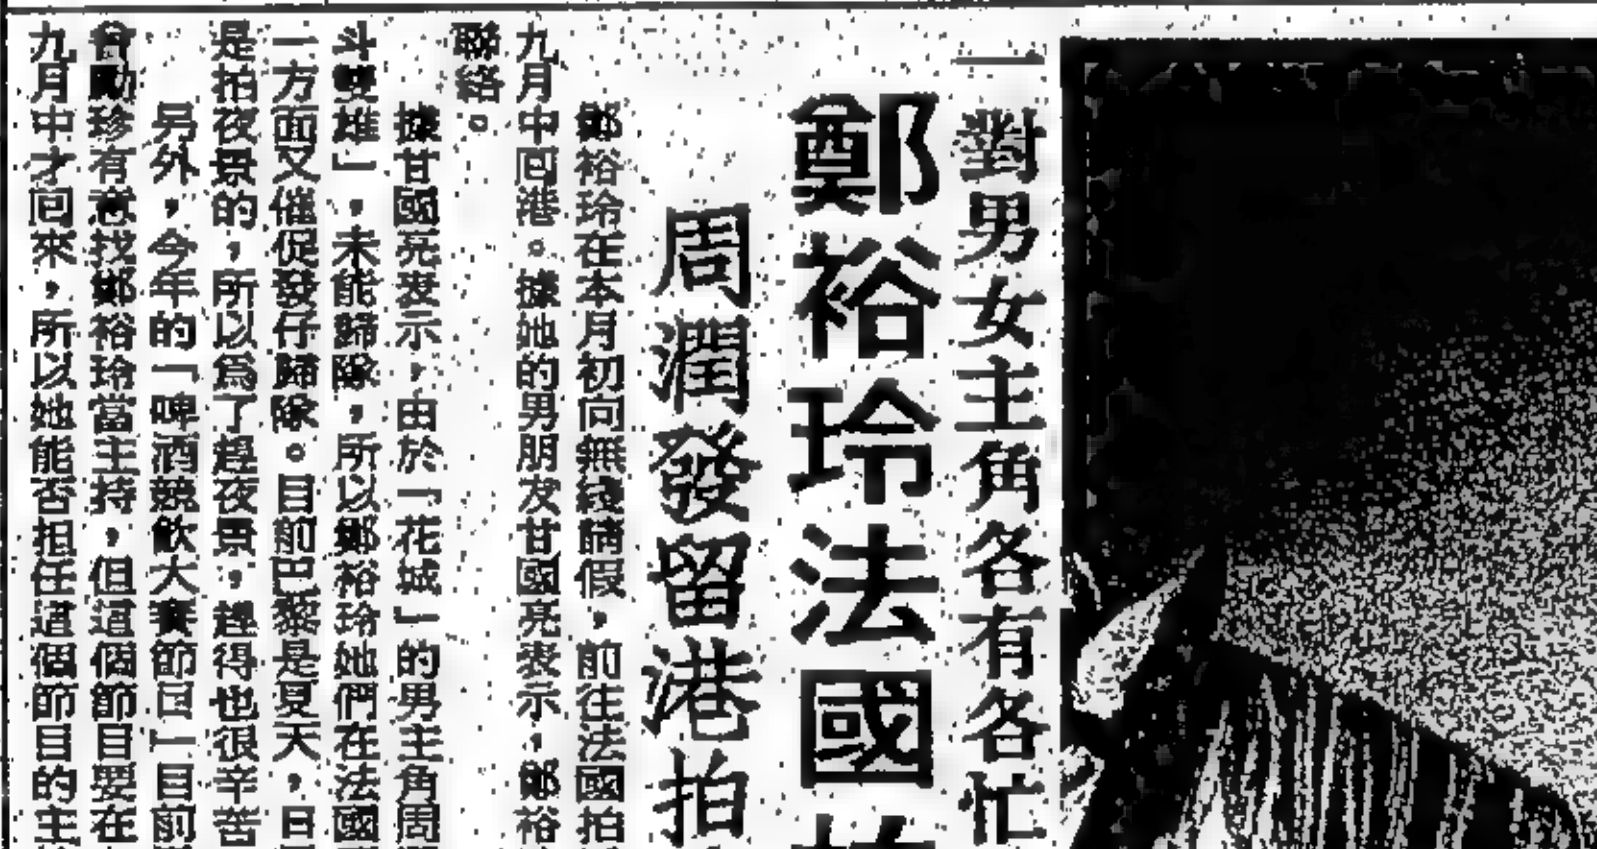 一對男女主角各有各忙
鄭裕玲法國
周潤發留港拍
鄭裕玲在本月初向無綫請假，前往法國拍
九月中回港。據她的男朋友甘國亮表示，鄭裕
聯絡。
據甘國亮表示，由於「花城」的男主角周
斗雙雄」，未能歸隊，所以鄭裕玲她們在法國
一方面又催促發仔歸隊。目前巴黎是夏天，日
是拍夜景的，所以爲了趕夜景，趕得也很辛苦
另外，今年的「啤酒競飲大賽節目」目前
會勵珍有意找鄭裕玲當主持，但這個節目要在
九月中才回來，所以她能否担任這個節目的主